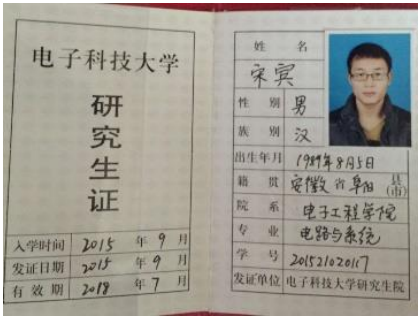 电子科技大学
研究生证
入学时间 2015 年 9 月
发证日期 2015 年 9 月
有效期 2018 年 7 月
姓名 宋宾
性别 男
族别 汉
出生年月 1989年8月5日
籍贯 安徽 省 阜阳 县(市)
院系 电子工程学院
专业 电路与系统
学号 201521020117
发证单位 电子科技大学研究生院